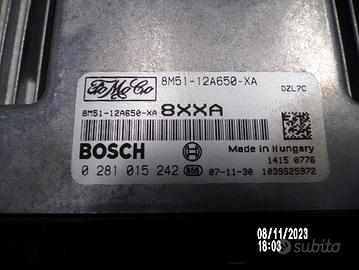 FoMoCo
8M51-12A650-XA
DZL7C
8M51-12A650-XA 8XXA
BOSCH
Made in Hungary
1415 0776
0 281 015 242 658 07-11-30 1039S25972
08/11/2023
18:03
subito